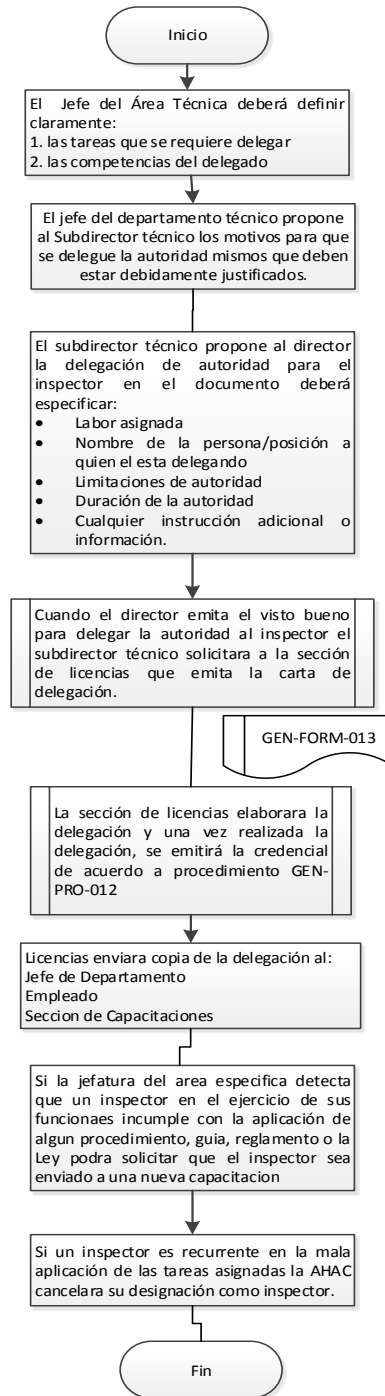 Inicio
El Jefe del Área Técnica deberá definir
claramente:
1. las tareas que se requiere delegar
2. las competencias del delegado
El jefe del departamento técnico propone
al Subdirector técnico los motivos para que
se delegue la autoridad mismos que deben
estar debidamente justificados.
El subdirector técnico propone al director
la delegación de autoridad para el
inspector en el documento deberá
especificar:
• Labor asignada
• Nombre de la persona/posición a
quien el esta delegando
• Limitaciones de autoridad
• Duración de la autoridad
• Cualquier instrucción adicional o
información.
Cuando el director emita el visto bueno
para delegar la autoridad al inspector el
subdirector técnico solicitara a la sección
de licencias que emita la carta de
delegación.
GEN-FORM-013
La sección de licencias elaborara la
delegación y una vez realizada la
delegación, se emitirá la credencial
de acuerdo a procedimiento GEN-
PRO-012
Licencias enviara copia de la delegación al:
Jefe de Departamento
Empleado
Seccion de Capacitaciones
Si la jefatura del area especifica detecta
que un inspector en el ejercicio de sus
funcionaes incumple con la aplicación de
algun procedimiento, guia, reglamento o la
Ley podra solicitar que el inspector sea
enviado a una nueva capacitacion
Si un inspector es recurrente en la mala
aplicación de las tareas asignadas la AHAC
cancelara su designación como inspector.
Fin